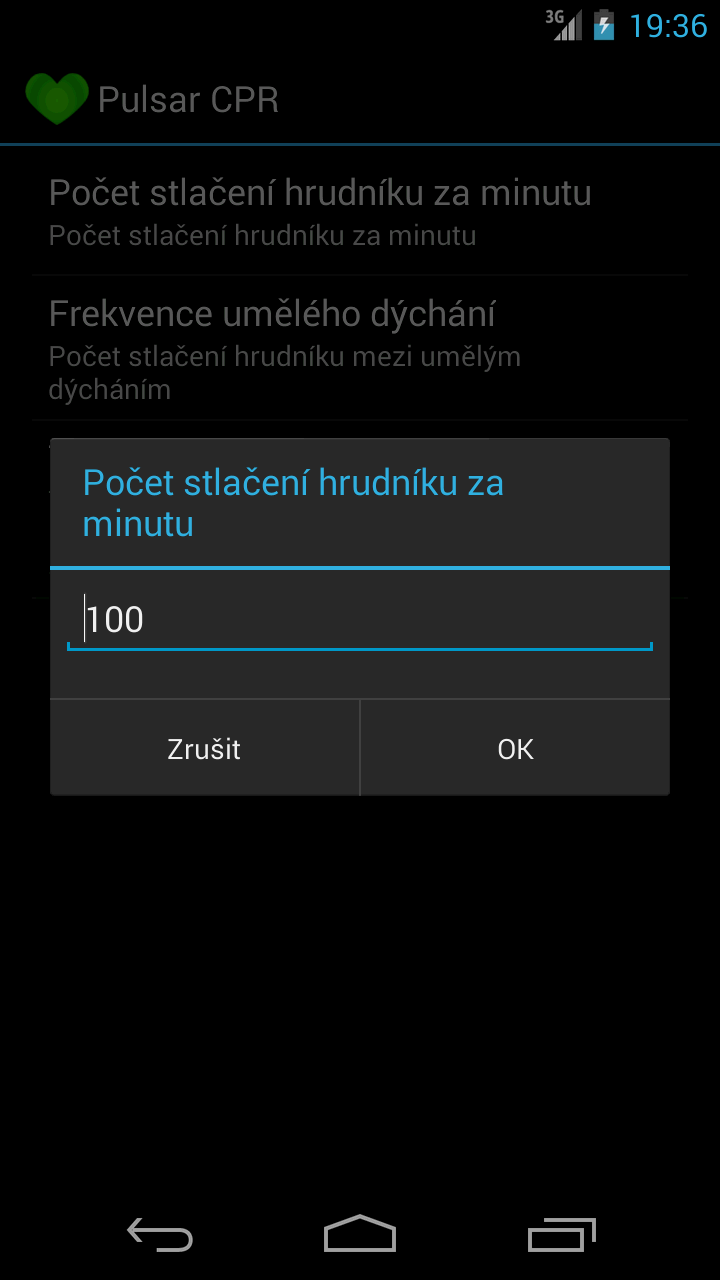 3G 19:36
Pulsar CPR
Počet stlačení hrudníku za minutu
Počet stlačení hrudníku za minutu
Frekvence umělého dýchání
Počet stlačení hrudníku mezi umělým
dýcháním
Počet stlačení hrudníku za
minutu
100
Zrušit OK